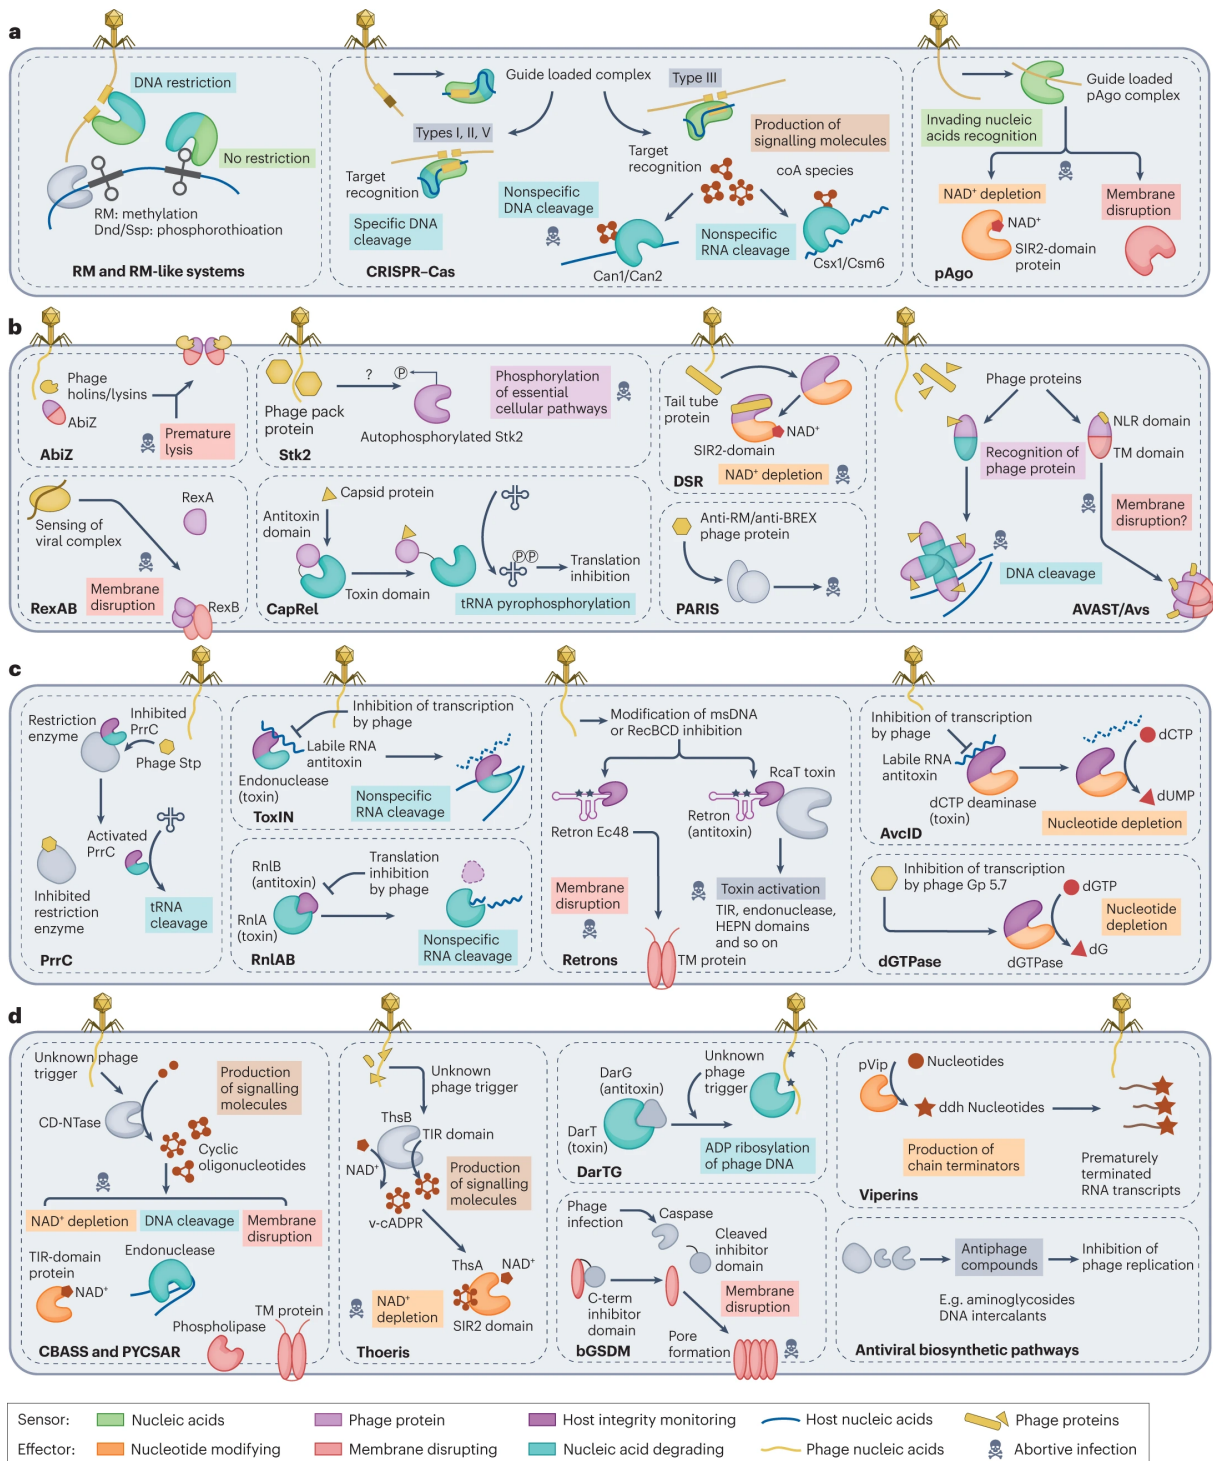 a
DNA restriction
No restriction
RM: methylation
Dnd/Ssp: phosphorothioation
RM and RM-like systems
Guide loaded complex
Type III
Types I, II, V
Target
recognition
Specific DNA
cleavage
Target
recognition
Production of
signalling molecules
coA species
Nonspecific
DNA cleavage
Nonspecific
RNA cleavage
Can1/Can2
Csx1/Csm6
CRISPR–Cas
Guide loaded
pAgo complex
Invading nucleic
acids recognition
NAD+ depletion
NAD+
SIR2-domain
protein
Membrane
disruption
pAgo
b
Phage
holins/lysins
AbiZ
Premature
lysis
AbiZ
Phage pack
protein
?
P
Autophosphorylated Stk2
Phosphorylation
of essential
cellular pathways
Stk2
Tail tube
protein
NAD+
SIR2-domain
NAD+ depletion
DSR
Phage proteins
NLR domain
TM domain
Recognition of
phage protein
Membrane
disruption?
DNA cleavage
AVAST/Avs
Sensing of
viral complex
RexA
Membrane
disruption
RexB
RexAB
Capsid protein
Antitoxin
domain
Toxin domain
P P
Translation
inhibition
tRNA pyrophosphorylation
CapRel
Anti-RM/anti-BREX
phage protein
PARIS
c
Restriction
enzyme
Inhibited
PrrC
Phage Stp
Activated
PrrC
Inhibited
restriction
enzyme
tRNA
cleavage
PrrC
Inhibition of transcription
by phage
Labile RNA
antitoxin
Endonuclease
(toxin)
Nonspecific
RNA cleavage
ToxIN
RnlB
(antitoxin)
Translation
inhibition
by phage
RnlA
(toxin)
Nonspecific
RNA cleavage
RnlAB
Modification of msDNA
or RecBCD inhibition
RcaT toxin
Retron Ec48
Retron
(antitoxin)
Membrane
disruption
Toxin activation
TIR, endonuclease,
HEPN domains
and so on
TM protein
Retrons
Inhibition of transcription
by phage
Labile RNA
antitoxin
dCTP
dUMP
dCTP deaminase
(toxin)
Nucleotide depletion
AvcID
Inhibition of transcription
by phage Gp 5.7
dGTP
Nucleotide
depletion
dG
dGTPase
dGTPase
d
Unknown phage
trigger
CD-NTase
Production
of signalling
molecules
Cyclic
oligonucleotides
NAD+ depletion
DNA cleavage
Membrane
disruption
TIR-domain
protein
NAD+
Endonuclease
TM protein
Phospholipase
CBASS and PYCSAR
Unknown
phage trigger
ThsB
TIR domain
NAD+
Production
of signalling
molecules
v-cADPR
ThsA
NAD+
NAD+
depletion
SIR2 domain
Thoeris
Unknown
phage trigger
DarG
(antitoxin)
DarT
(toxin)
ADP ribosylation
of phage DNA
DarTG
Phage
infection
Caspase
Cleaved
inhibitor
domain
C-term
inhibitor
domain
Membrane
disruption
Pore
formation
bGSDM
pVip
Nucleotides
ddh Nucleotides
Production of
chain terminators
Prematurely
terminated
RNA transcripts
Viperins
Antiphage
compounds
Inhibition of
phage replication
E.g. aminoglycosides
DNA intercalants
Antiviral biosynthetic pathways
Sensor:
Nucleic acids
Phage protein
Host integrity monitoring
Host nucleic acids
Phage proteins
Effector:
Nucleotide modifying
Membrane disrupting
Nucleic acid degrading
Phage nucleic acids
Abortive infection